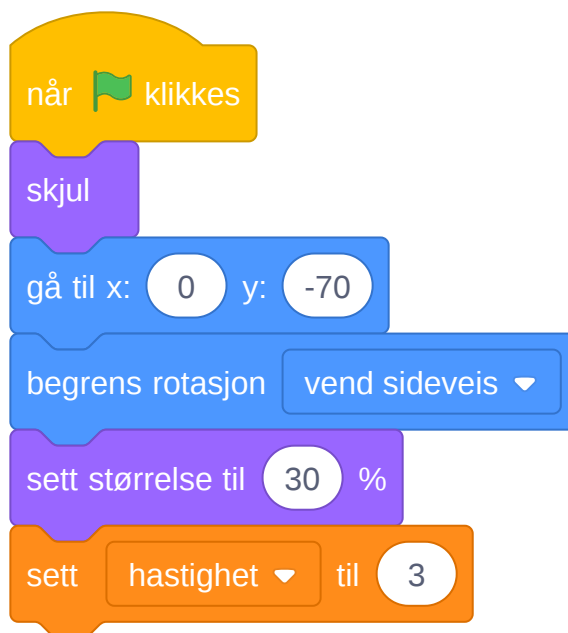 når klikkes
skjul
gå til x: 0 y: -70
begrens rotasjon vend sideveis
sett størrelse til 30 %
sett hastighet til 3